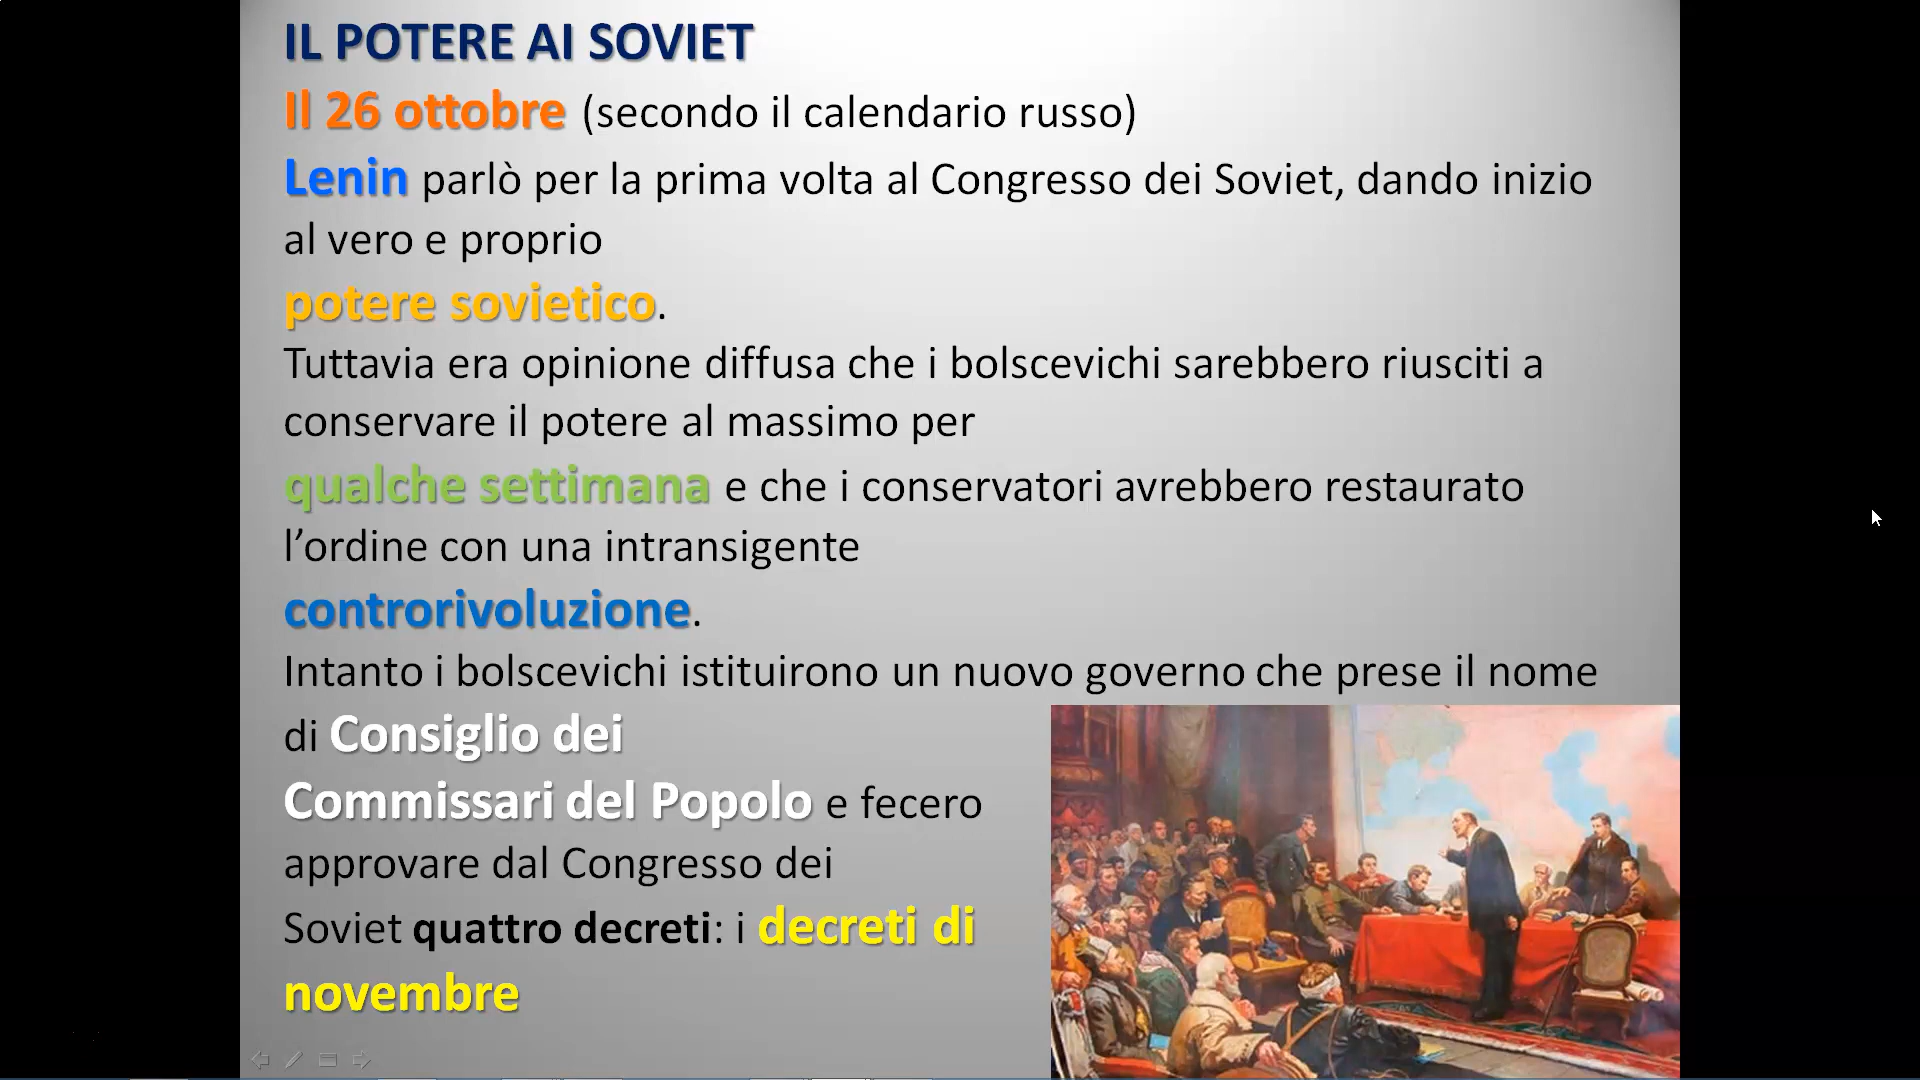 IL POTERE AI SOVIET
Il 26 ottobre (secondo il calendario russo)
Lenin parlò per la prima volta al Congresso dei Soviet, dando inizio
al vero e proprio
potere sovietico.
Tuttavia era opinione diffusa che i bolscevichi sarebbero riusciti a
conservare il potere al massimo per
qualche settimana e che i conservatori avrebbero restaurato
l’ordine con una intransigente
controrivoluzione.
Intanto i bolscevichi istituirono un nuovo governo che prese il nome
di Consiglio dei
Commissari del Popolo e fecero
approvare dal Congresso dei
Soviet quattro decreti: i decreti di
novembre